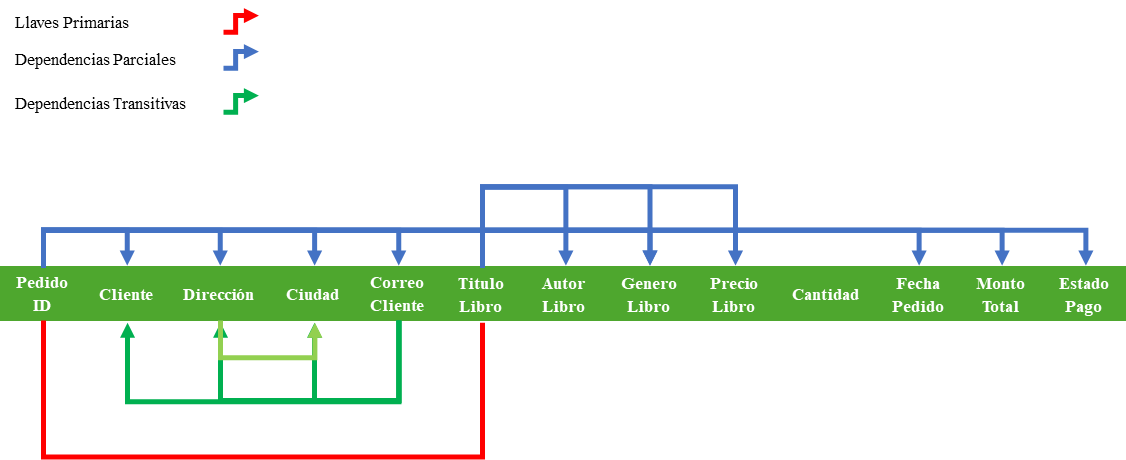 Llaves Primarias
Dependencias Parciales
Dependencias Transitivas
Pedido
ID
Cliente
Dirección
Ciudad
Correo
Cliente
Titulo
Libro
Autor
Libro
Genero
Libro
Precio
Libro
Cantidad
Fecha
Pedido
Monto
Total
Estado
Pago